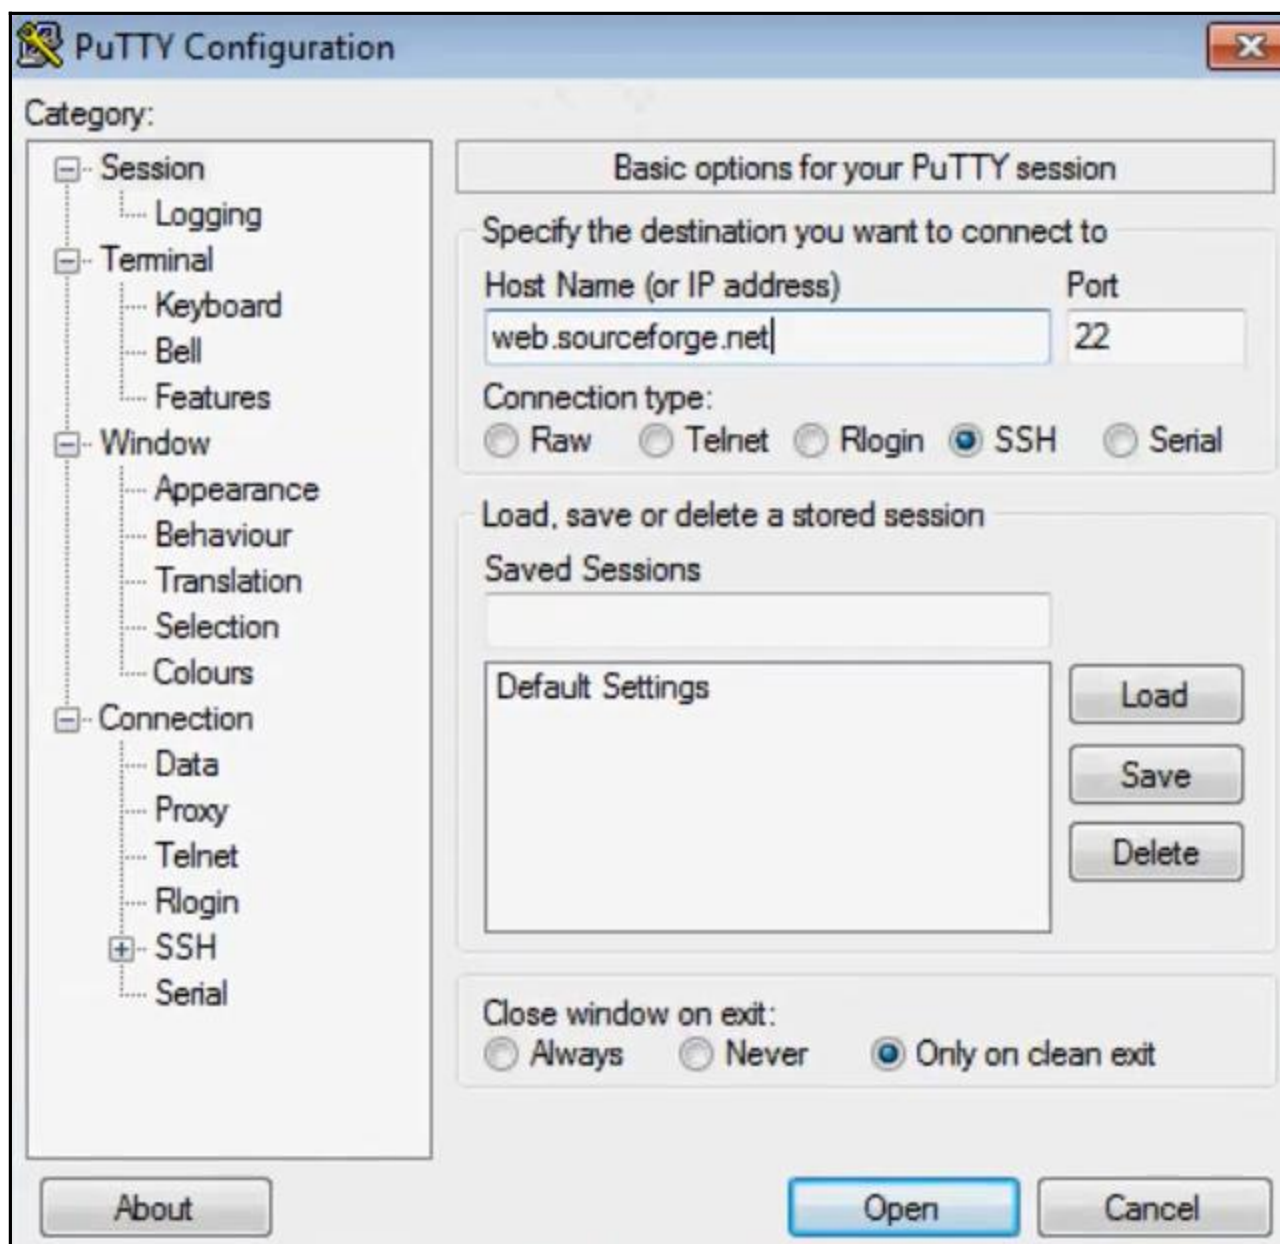 PuTTY Configuration
Category:
Session
Logging
Terminal
Keyboard
Bell
Features
Window
Appearance
Behaviour
Translation
Selection
Colours
Connection
Data
Proxy
Telnet
Rlogin
SSH
Serial
Basic options for your PuTTY session
Specify the destination you want to connect to
Host Name (or IP address) Port
web.sourceforge.net 22
Connection type:
Raw Telnet Rlogin SSH Serial
Load, save or delete a stored session
Saved Sessions
Default Settings
Load
Save
Delete
Close window on exit:
Always Never Only on clean exit
About Open Cancel